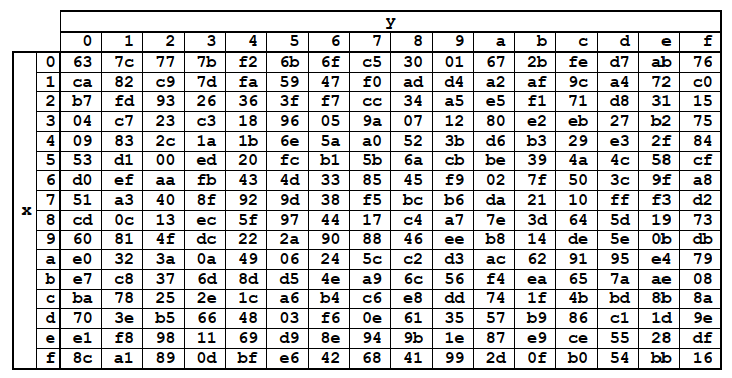 y
0 1 2 3 4 5 6 7 8 9 a b c d e f
0 63 7c 77 7b f2 6b 6f c5 30 01 67 2b fe d7 ab 76
1 ca 82 c9 7d fa 59 47 f0 ad d4 a2 af 9c a4 72 c0
2 b7 fd 93 26 36 3f f7 cc 34 a5 e5 f1 71 d8 31 15
3 04 c7 23 c3 18 96 05 9a 07 12 80 e2 eb 27 b2 75
4 09 83 2c 1a 1b 6e 5a a0 52 3b d6 b3 29 e3 2f 84
5 53 d1 00 ed 20 fc b1 5b 6a cb be 39 4a 4c 58 cf
6 d0 ef aa fb 43 4d 33 85 45 f9 02 7f 50 3c 9f a8
7 51 a3 40 8f 92 9d 38 f5 bc b6 da 21 10 ff f3 d2
x 8 cd 0c 13 ec 5f 97 44 17 c4 a7 7e 3d 64 5d 19 73
9 60 81 4f dc 22 2a 90 88 46 ee b8 14 de 5e 0b db
a e0 32 3a 0a 49 06 24 5c c2 d3 ac 62 91 95 e4 79
b e7 c8 37 6d 8d d5 4e a9 6c 56 f4 ea 65 7a ae 08
c ba 78 25 2e 1c a6 b4 c6 e8 dd 74 1f 4b bd 8b 8a
d 70 3e b5 66 48 03 f6 0e 61 35 57 b9 86 c1 1d 9e
e e1 f8 98 11 69 d9 8e 94 9b 1e 87 e9 ce 55 28 df
f 8c a1 89 0d bf e6 42 68 41 99 2d 0f b0 54 bb 16